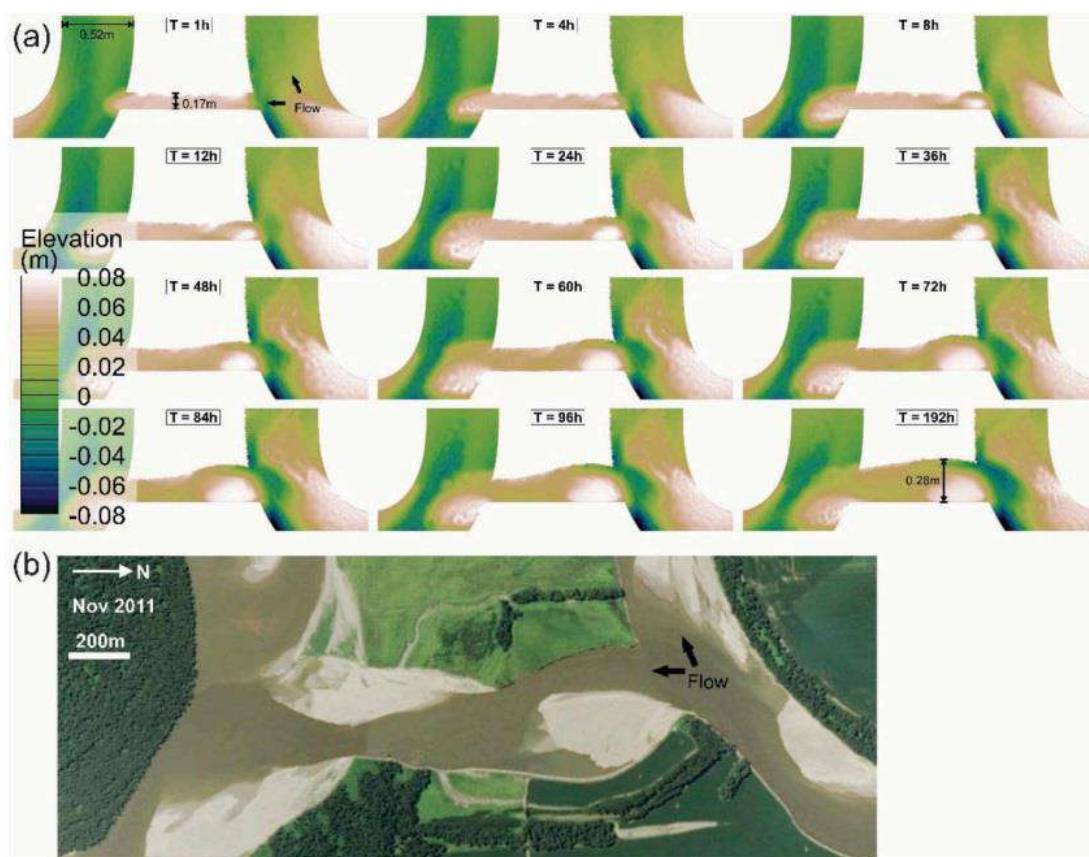 (a)
T = 1h
T = 4h
T = 8h
0.52m
0.17m
Flow
T = 12h
T = 24h
T = 36h
Elevation
(m)
0.08
0.06
0.04
0.02
0
-0.02
-0.04
-0.06
-0.08
T = 48h
T = 60h
T = 72h
T = 84h
T = 96h
T = 192h
0.28m
(b)
N
Nov 2011
200m
Flow